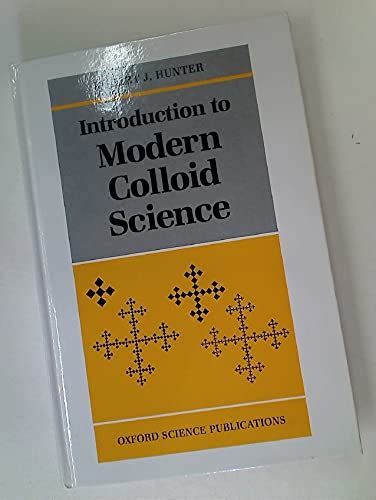 J. HUNTER
Introduction to
Modern
Colloid
Science
OXFORD SCIENCE PUBLICATIONS